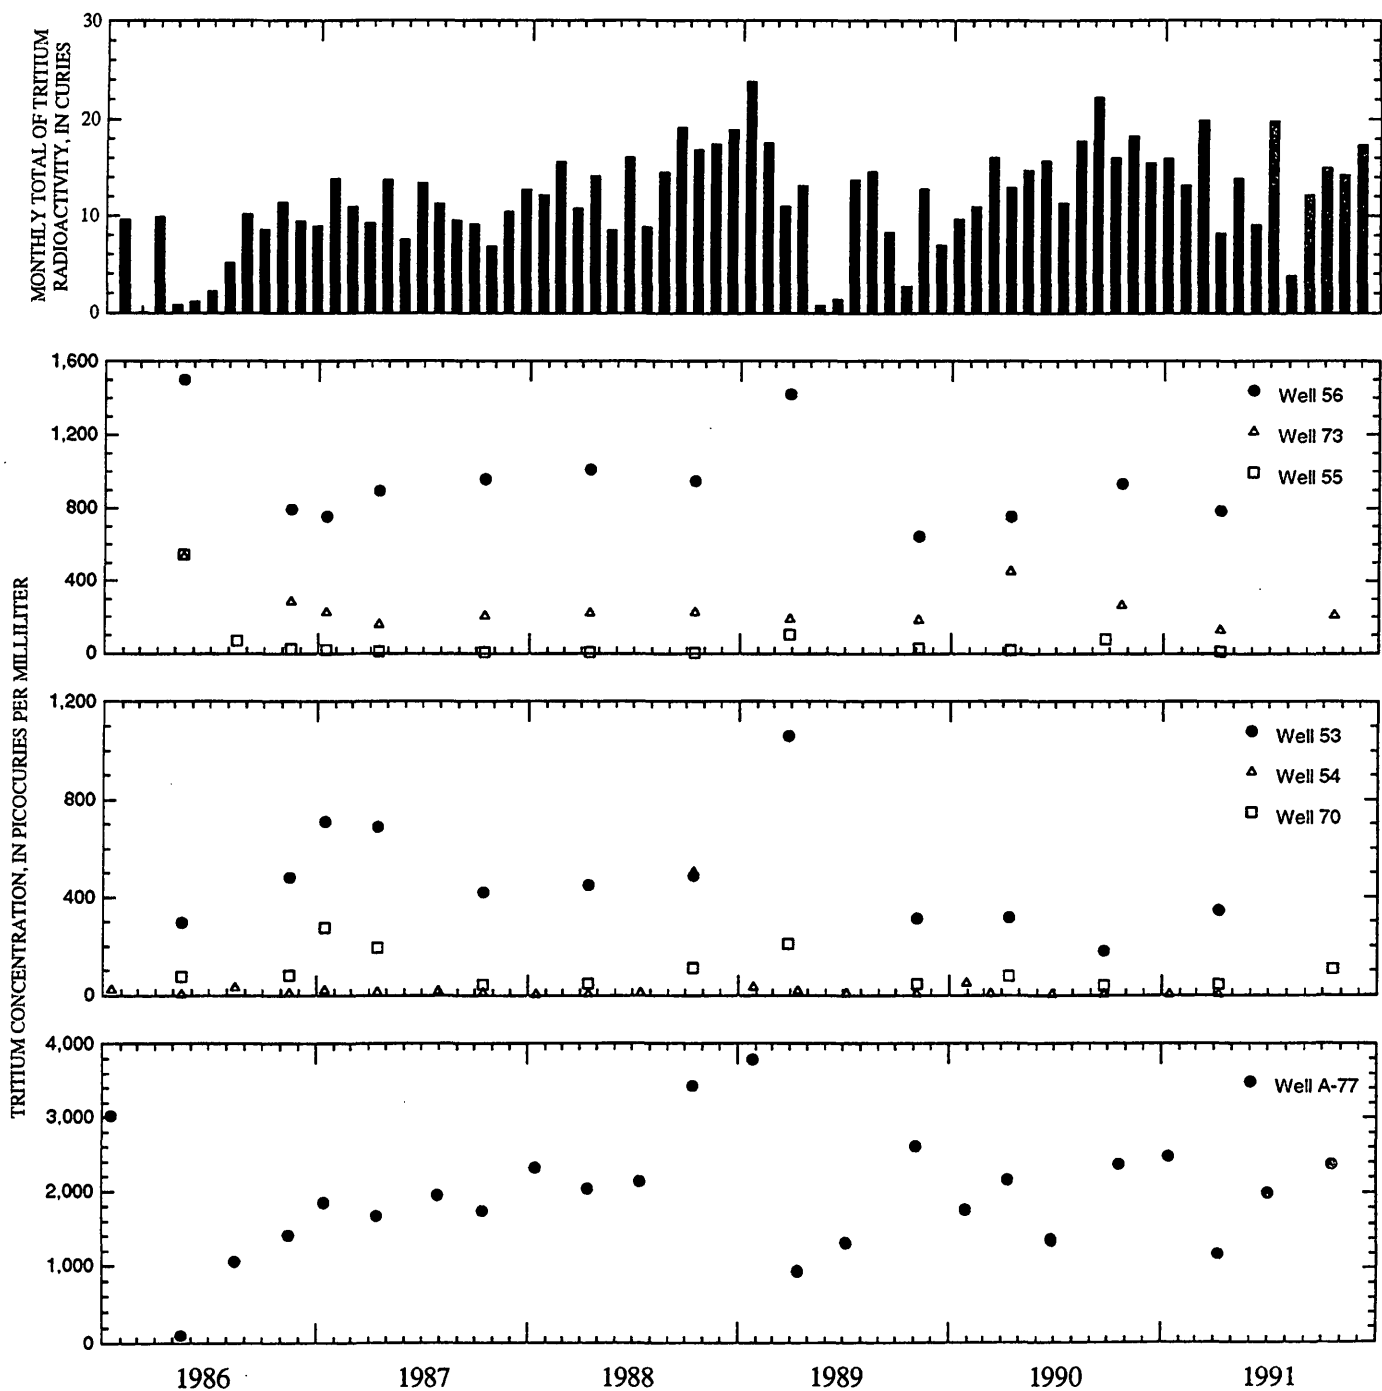 MONTHLY TOTAL OF TRITIUM
RADIOACTIVITY, IN CURIES
30
20
10
0
TRITIUM CONCENTRATION, IN PICOCURIES PER MILLILITER
1,600
1,200
800
400
0
Well 56
Well 73
Well 55
1,200
800
400
0
Well 53
Well 54
Well 70
4,000
3,000
2,000
1,000
0
Well A-77
1986 1987 1988 1989 1990 1991